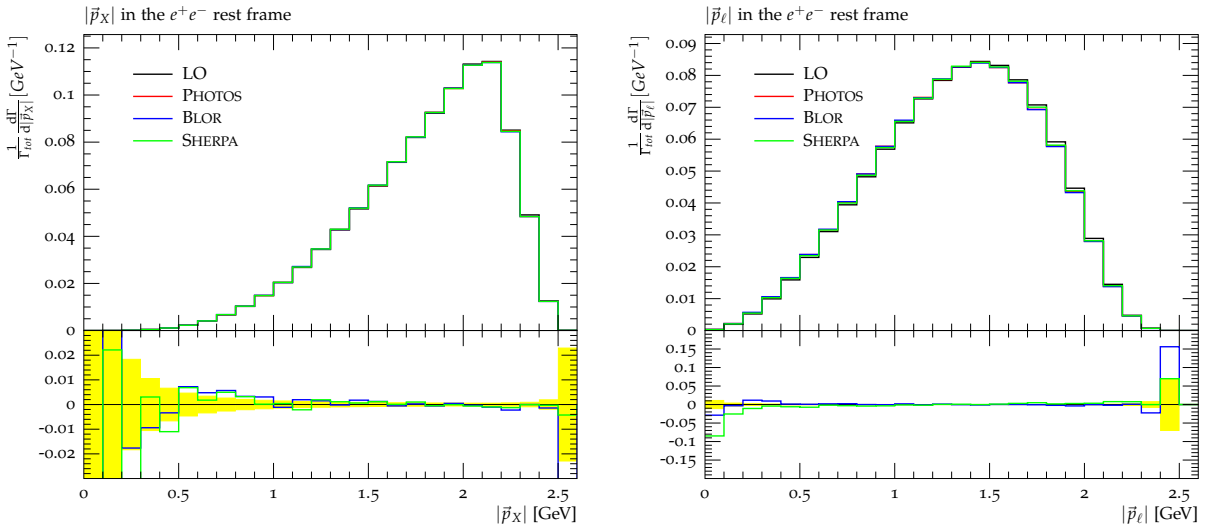 |p⃗_X| in the e⁺e⁻ rest frame
1/Γ_tot dΓ/d|p⃗_X| [GeV⁻¹]
0.12
0.1
0.08
0.06
0.04
0.02
0
LO
PHOTOS
BLOR
SHERPA
0.02
0.01
0
-0.01
-0.02
0 0.5 1 1.5 2 2.5
|p⃗_X| [GeV]
|p⃗_ℓ| in the e⁺e⁻ rest frame
1/Γ_tot dΓ/d|p⃗_ℓ| [GeV⁻¹]
0.09
0.08
0.07
0.06
0.05
0.04
0.03
0.02
0.01
0
LO
PHOTOS
BLOR
SHERPA
0.15
0.1
0.05
0
-0.05
-0.1
-0.15
0 0.5 1 1.5 2 2.5
|p⃗_ℓ| [GeV]